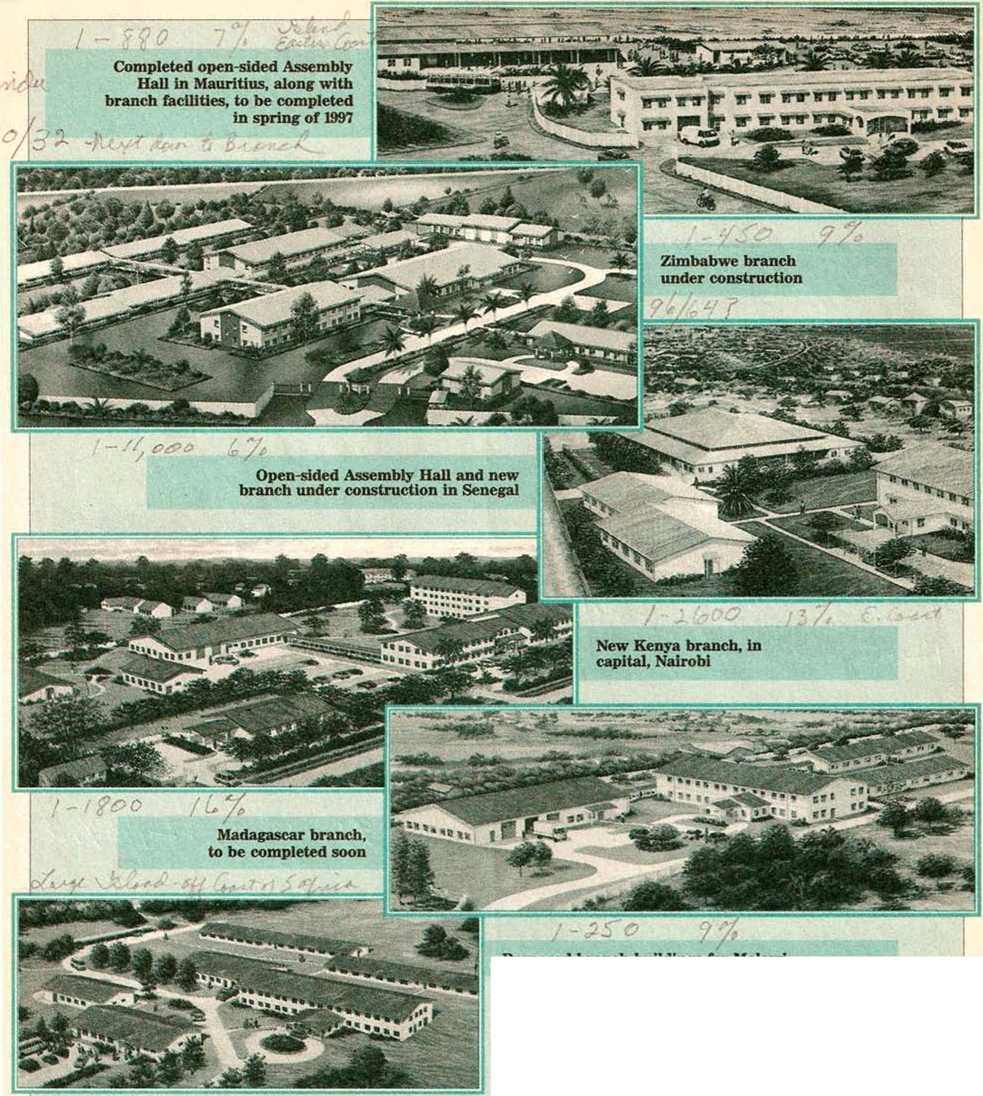 1-880 7% Island
Easter Coast
Completed open-sided Assembly
Hall in Mauritius, along with
branch facilities, to be completed
in spring of 1997
0/32 Next down to Branch
1-450 9%
Zimbabwe branch
under construction
96/643
1-11,000 6%
Open-sided Assembly Hall and new
branch under construction in Senegal
1-2600 13% E. Coast
New Kenya branch, in
capital, Nairobi
1-1800 16%
Madagascar branch,
to be completed soon
Large Island off Coast of S Africa
1-250 9%